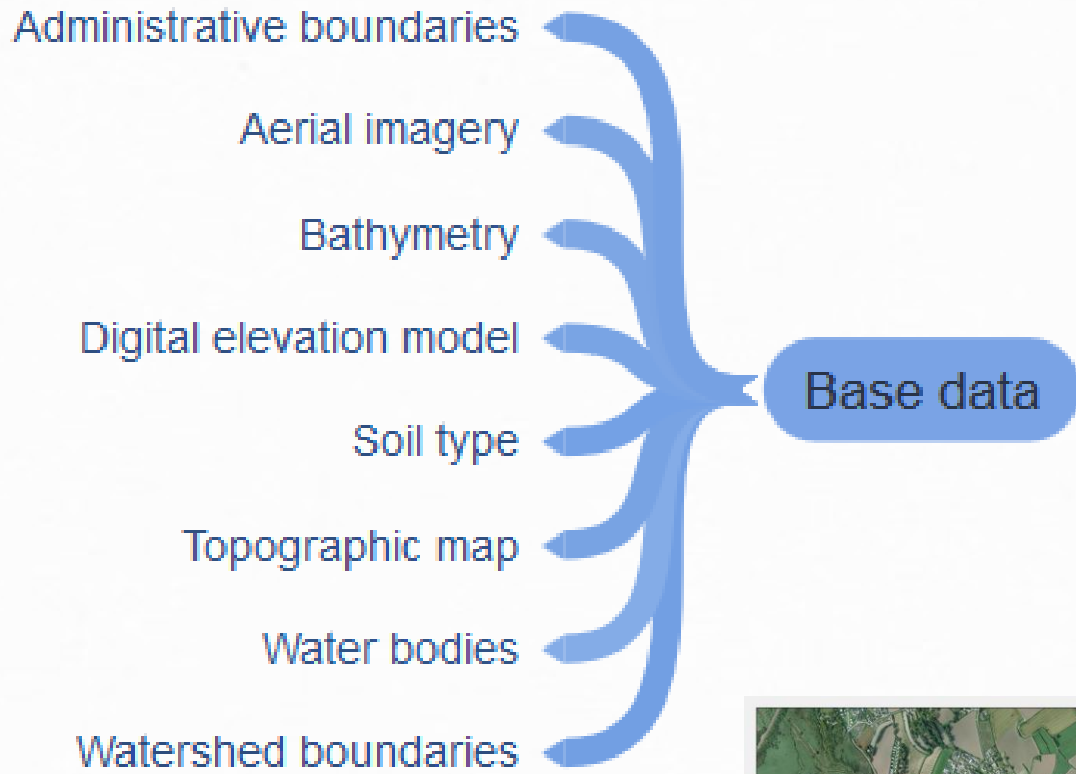 Administrative boundaries
Aerial imagery
Bathymetry
Digital elevation model
Soil type
Topographic map
Water bodies
Watershed boundaries
Base data